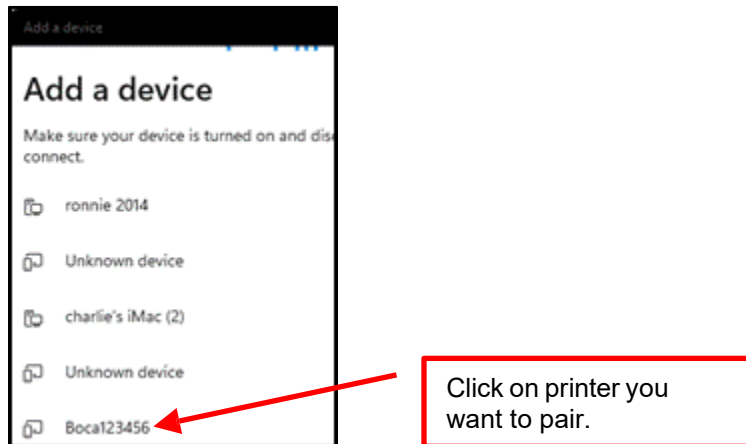 Add a device
Add a device
Make sure your device is turned on and dis
connect.
ronnie 2014
Unknown device
charlie's iMac (2)
Unknown device
Boca123456
Click on printer you
want to pair.